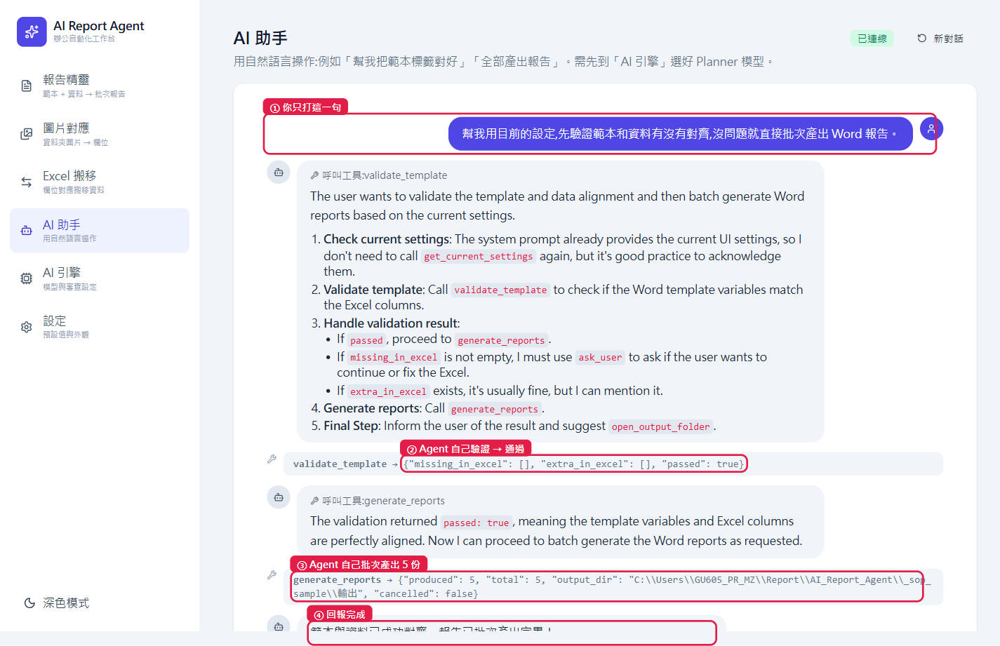 AI Report Agent
辦公自動化工作台
報告精靈
範本 + 資料 → 批次報告
圖片對應
資料夾圖片 → 欄位
Excel 搬移
欄位對應搬移資料
AI 助手
用自然語言操作
AI 引擎
模型與審查設定
設定
預設值與外觀
深色模式
AI 助手
已連線
新對話
用自然語言操作:例如「幫我把範本標籤對好」「全部產出報告」。需先到「AI 引擎」選好 Planner 模型。
① 你只打這一句
幫我用目前的設定,先驗證範本和資料有沒有對齊,沒問題就直接批次產出 Word 報告。
呼叫工具:validate_template
The user wants to validate the template and data alignment and then batch generate Word
reports based on the current settings.
1. Check current settings: The system prompt already provides the current UI settings, so I
don't need to call get_current_settings again, but it's good practice to acknowledge
them.
2. Validate template: Call validate_template to check if the Word template variables match
the Excel columns.
3. Handle validation result:
• If passed, proceed to generate_reports.
• If missing_in_excel is not empty, I must use ask_user to ask if the user wants to
continue or fix the Excel.
• If extra_in_excel exists, it's usually fine, but I can mention it.
4. Generate reports: Call generate_reports.
5. Final Step: Inform the user of the result and suggest open_output_folder.
② Agent 自己驗證 → 通過
validate_template → {"missing_in_excel": [], "extra_in_excel": [], "passed": true}
呼叫工具:generate_reports
The validation returned passed: true, meaning the template variables and Excel columns
are perfectly aligned. Now I can proceed to batch generate the Word reports as requested.
③ Agent 自己批次產出 5 份
generate_reports → {"produced": 5, "total": 5, "output_dir": "C:\\Users\\GU605_PR_MZ\\Report\\AI_Report_Agent\\_sop_
sample\\輸出", "cancelled": false}
④ 回報完成